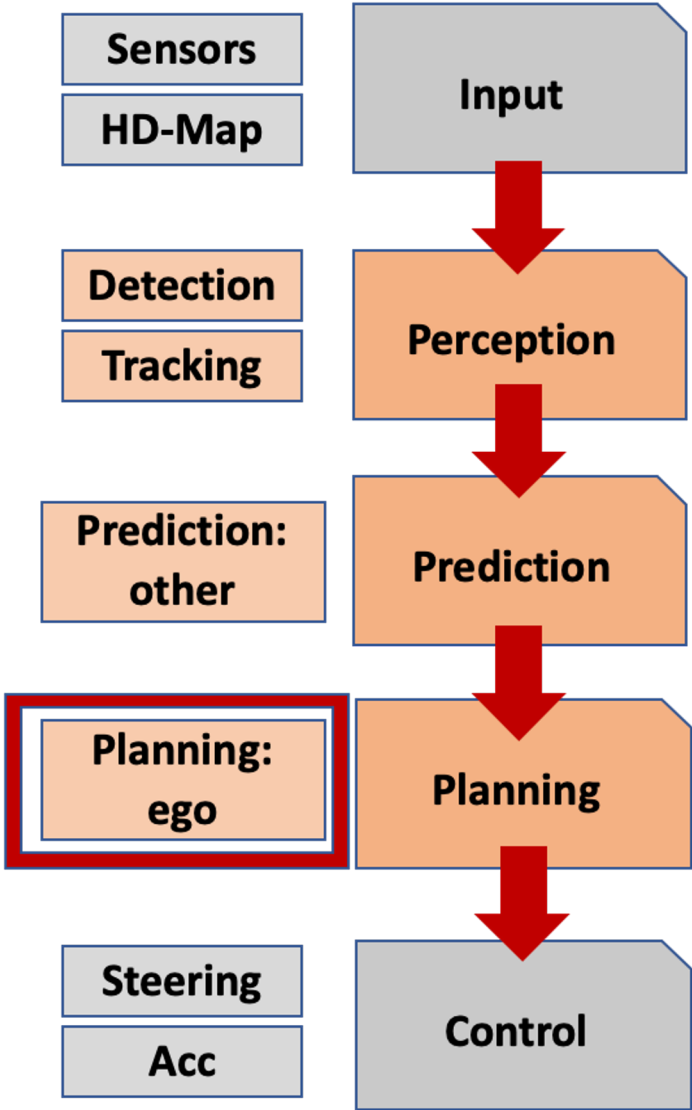 Sensors
HD-Map
Input
Detection
Tracking
Perception
Prediction:
other
Prediction
Planning:
ego
Planning
Steering
Acc
Control